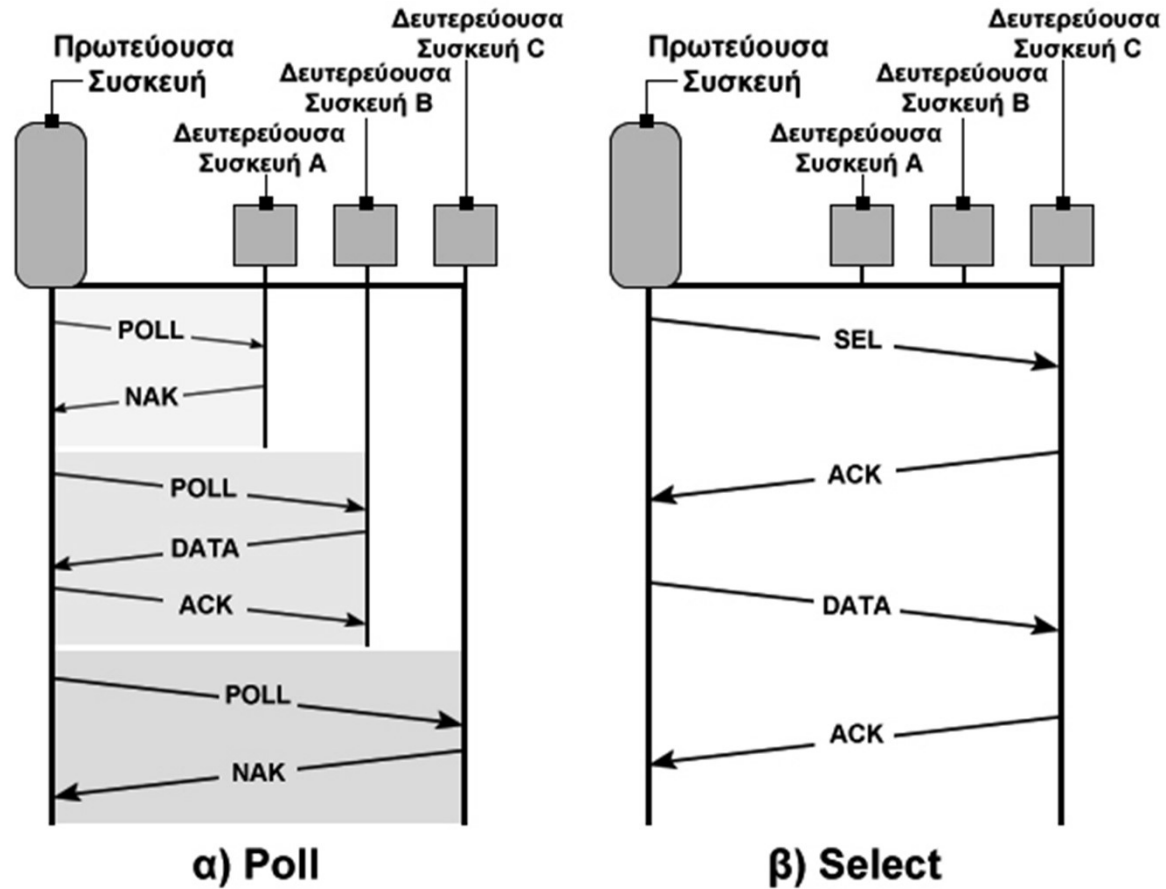 Πρωτεύουσα
Συσκευή
Δευτερεύουσα
Συσκευή A
Δευτερεύουσα
Συσκευή B
Δευτερεύουσα
Συσκευή C
POLL
NAK
POLL
DATA
ACK
POLL
NAK
α) Poll
Πρωτεύουσα
Συσκευή
Δευτερεύουσα
Συσκευή A
Δευτερεύουσα
Συσκευή B
Δευτερεύουσα
Συσκευή C
SEL
ACK
DATA
ACK
β) Select